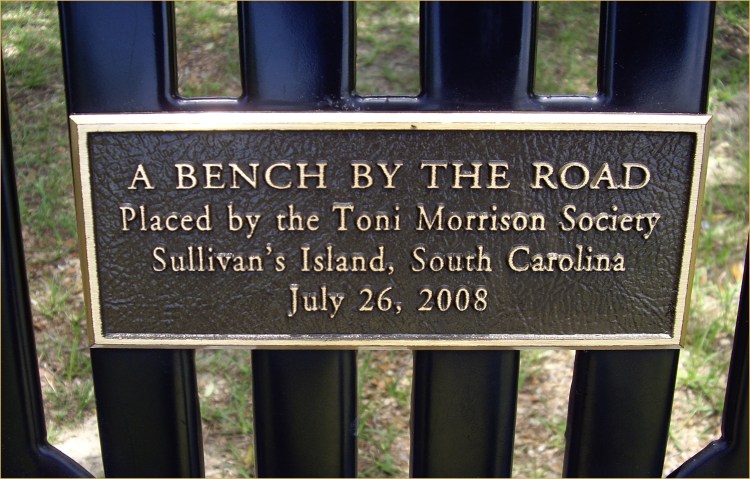 A BENCH BY THE ROAD
Placed by the Toni Morrison Society
Sullivan's Island, South Carolina
July 26, 2008